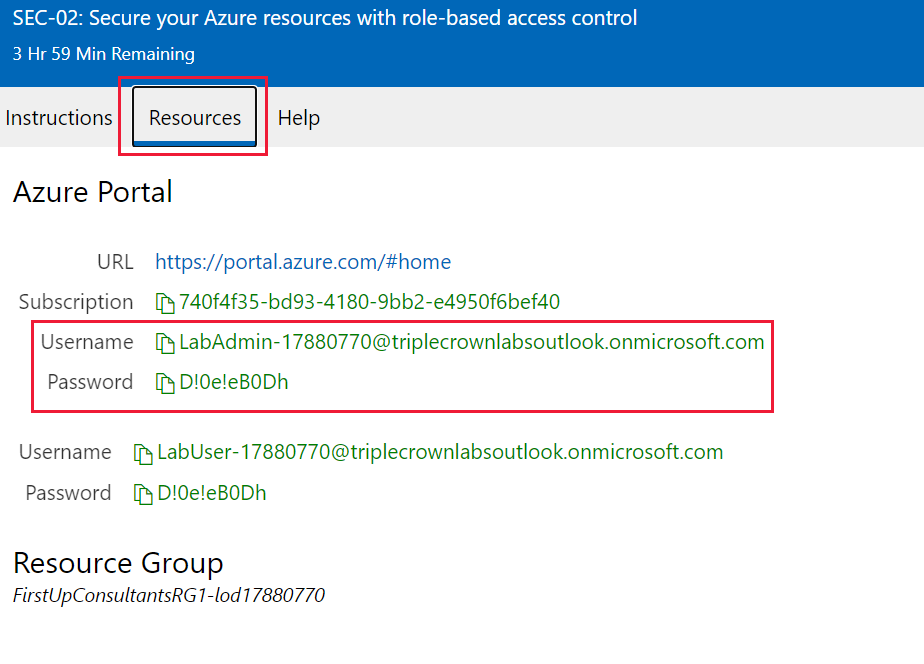 SEC-02: Secure your Azure resources with role-based access control
3 Hr 59 Min Remaining
Instructions Resources Help
Azure Portal
URL https://portal.azure.com/#home
Subscription 740f4f35-bd93-4180-9bb2-e4950f6bef40
Username LabAdmin-17880770@triplecrownlabsoutlook.onmicrosoft.com
Password D!0e!eB0Dh
Username LabUser-17880770@triplecrownlabsoutlook.onmicrosoft.com
Password D!0e!eB0Dh
Resource Group
FirstUpConsultantsRG1-lod17880770